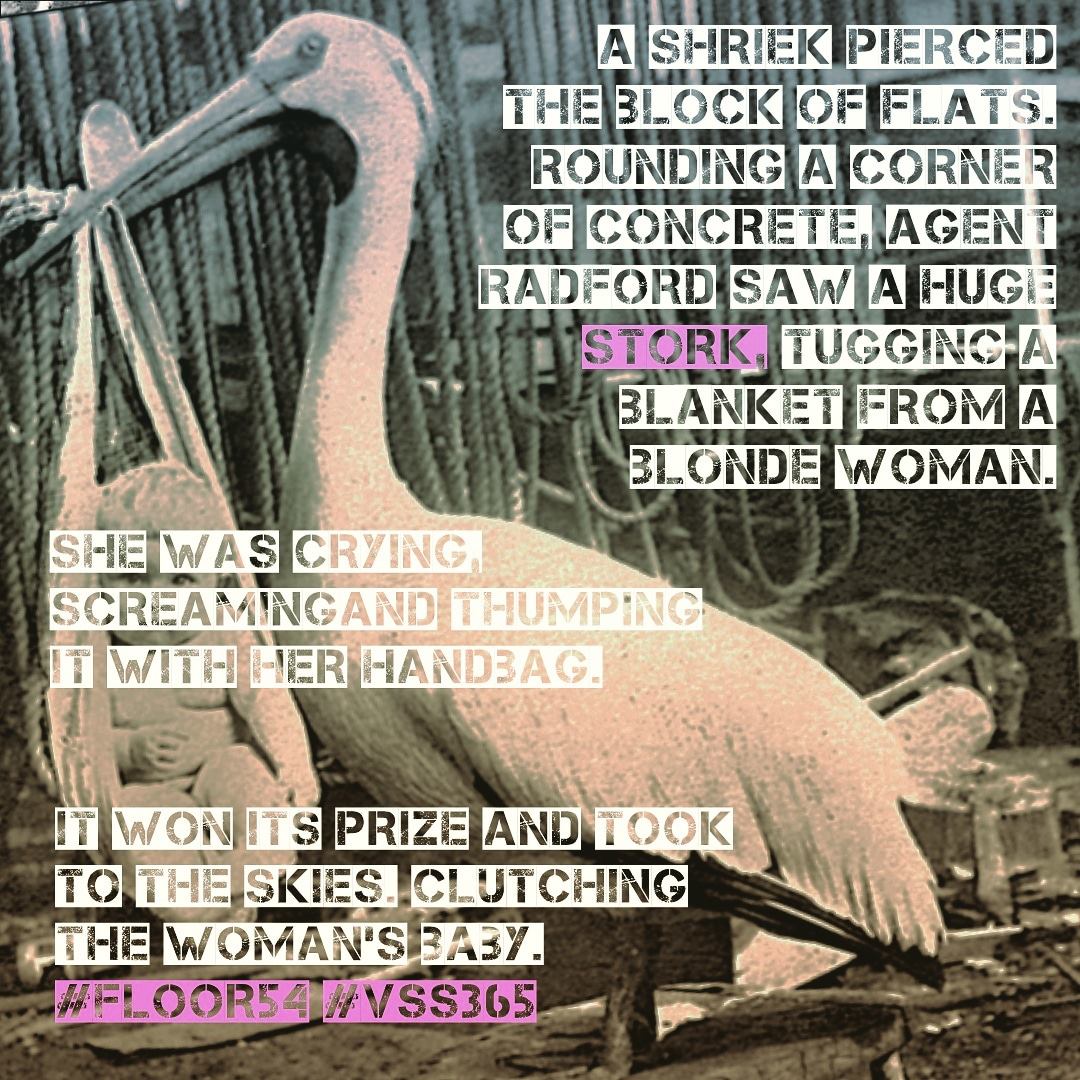 A SHRIEK PIERCED
THE BLOCK OF FLATS.
ROUNDING A CORNER
OF CONCRETE, AGENT
RADFORD SAW A HUGE
STORK, TUGGING A
BLANKET FROM A
BLONDE WOMAN.
SHE WAS CRYING,
SCREAMINGAND THUMPING
IT WITH HER HANDBAG.
IT WON ITS PRIZE AND TOOK
TO THE SKIES. CLUTCHING
THE WOMAN'S BABY.
#FLOOR54 #VSS365